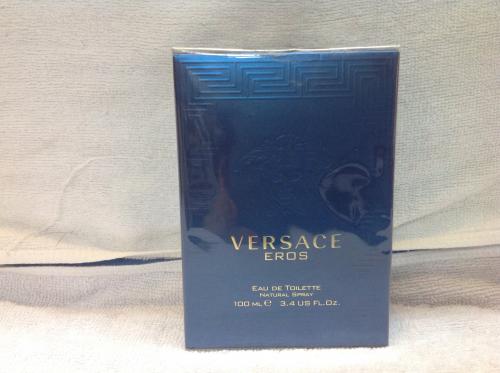 VERSACE
EROS
EAU DE TOILETTE
NATURAL SPRAY
100 ML ℮ 3.4 US FL.OZ.